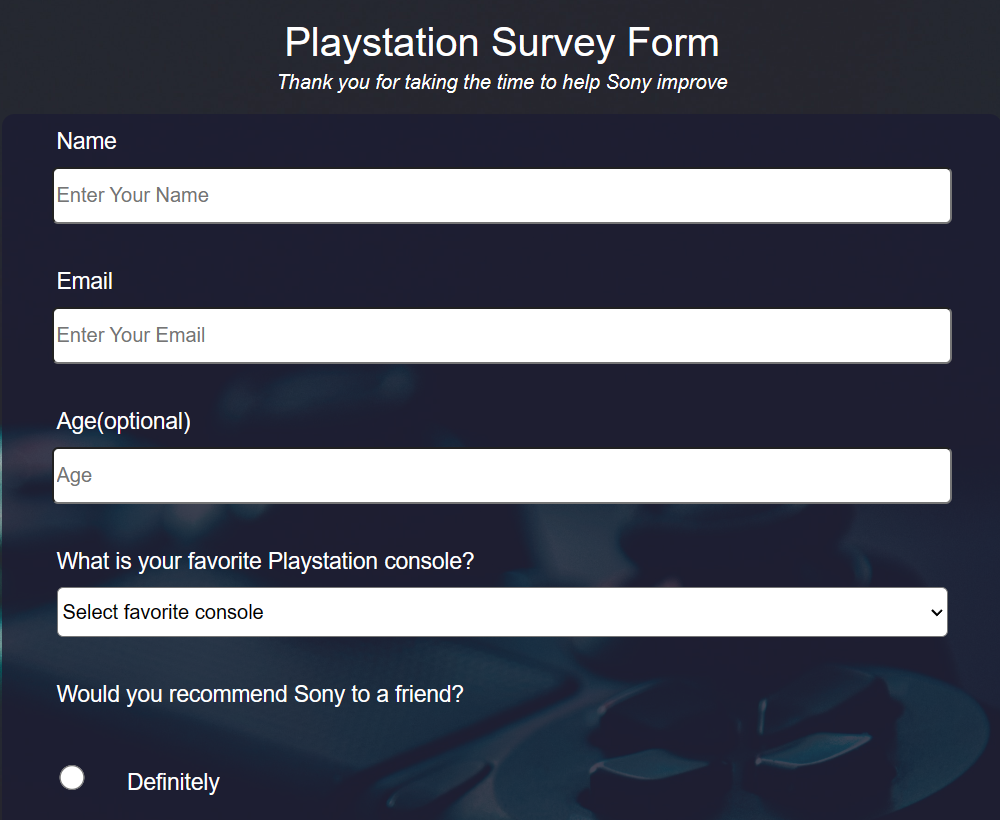 Playstation Survey Form
Thank you for taking the time to help Sony improve
Name
Enter Your Name
Email
Enter Your Email
Age(optional)
Age
What is your favorite Playstation console?
Select favorite console
Would you recommend Sony to a friend?
Definitely